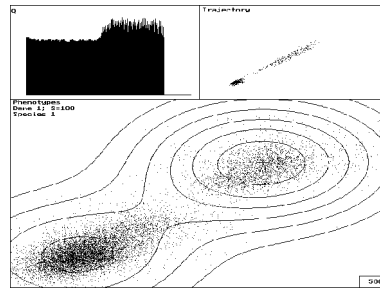 Q
Trajectory
Phenotypes
Deme 1; S=100
Species 1